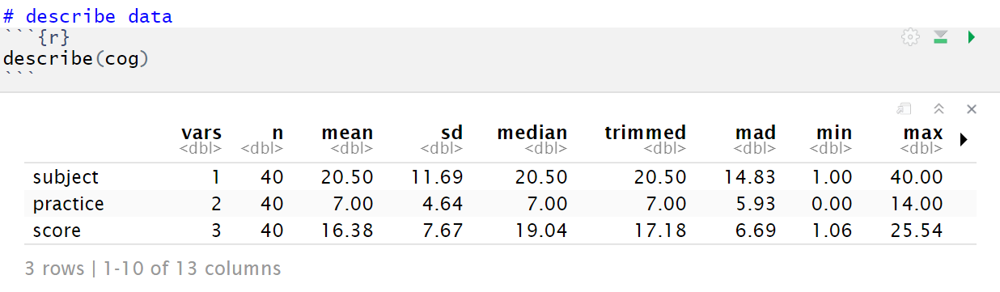 # describe data
```{r}
describe(cog)
```
vars n mean sd median trimmed mad min max
<dbl> <dbl> <dbl> <dbl> <dbl> <dbl> <dbl> <dbl> <dbl>
subject 1 40 20.50 11.69 20.50 20.50 14.83 1.00 40.00
practice 2 40 7.00 4.64 7.00 7.00 5.93 0.00 14.00
score 3 40 16.38 7.67 19.04 17.18 6.69 1.06 25.54
3 rows | 1-10 of 13 columns